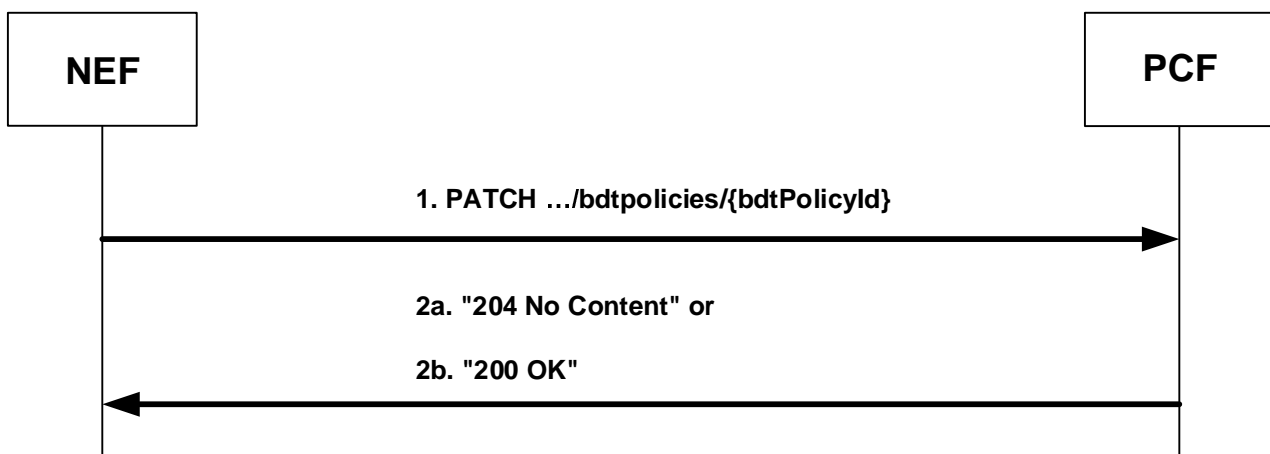 NEF
PCF
1. PATCH …/bdtpolicies/{bdtPolicyId}
2a. "204 No Content" or
2b. "200 OK"